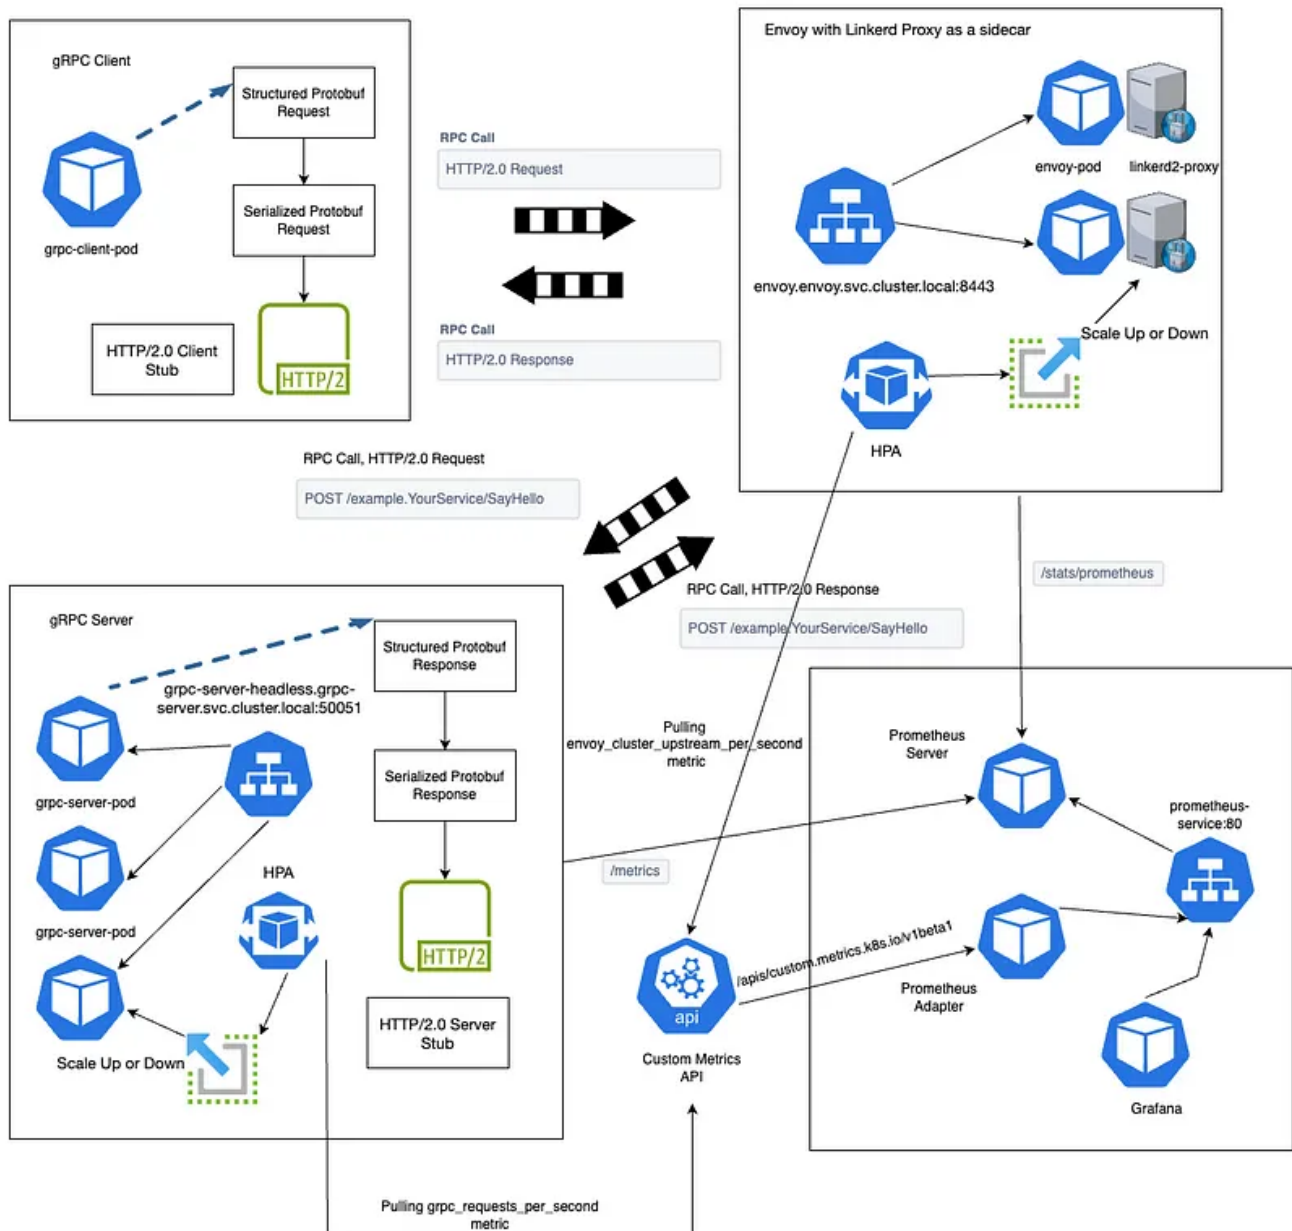 gRPC Client
Structured Protobuf
Request
Serialized Protobuf
Request
grpc-client-pod
HTTP/2.0 Client
Stub
HTTP/2
RPC Call
HTTP/2.0 Request
RPC Call
HTTP/2.0 Response
Envoy with Linkerd Proxy as a sidecar
envoy-pod
linkerd2-proxy
envoy.envoy.svc.cluster.local:8443
Scale Up or Down
HPA
RPC Call, HTTP/2.0 Request
POST /example.YourService/SayHello
RPC Call, HTTP/2.0 Response
POST /example.YourService/SayHello
/stats/prometheus
gRPC Server
Structured Protobuf
Response
grpc-server-headless.grpc-
server.svc.cluster.local:50051
Serialized Protobuf
Response
grpc-server-pod
grpc-server-pod
HPA
HTTP/2
HTTP/2.0 Server
Stub
Scale Up or Down
Pulling
envoy_cluster_upstream_per_second
metric
/metrics
Prometheus
Server
prometheus-
service:80
/apis/custom.metrics.k8s.io/v1beta1
Prometheus
Adapter
api
Custom Metrics
API
Grafana
Pulling grpc_requests_per_second
metric